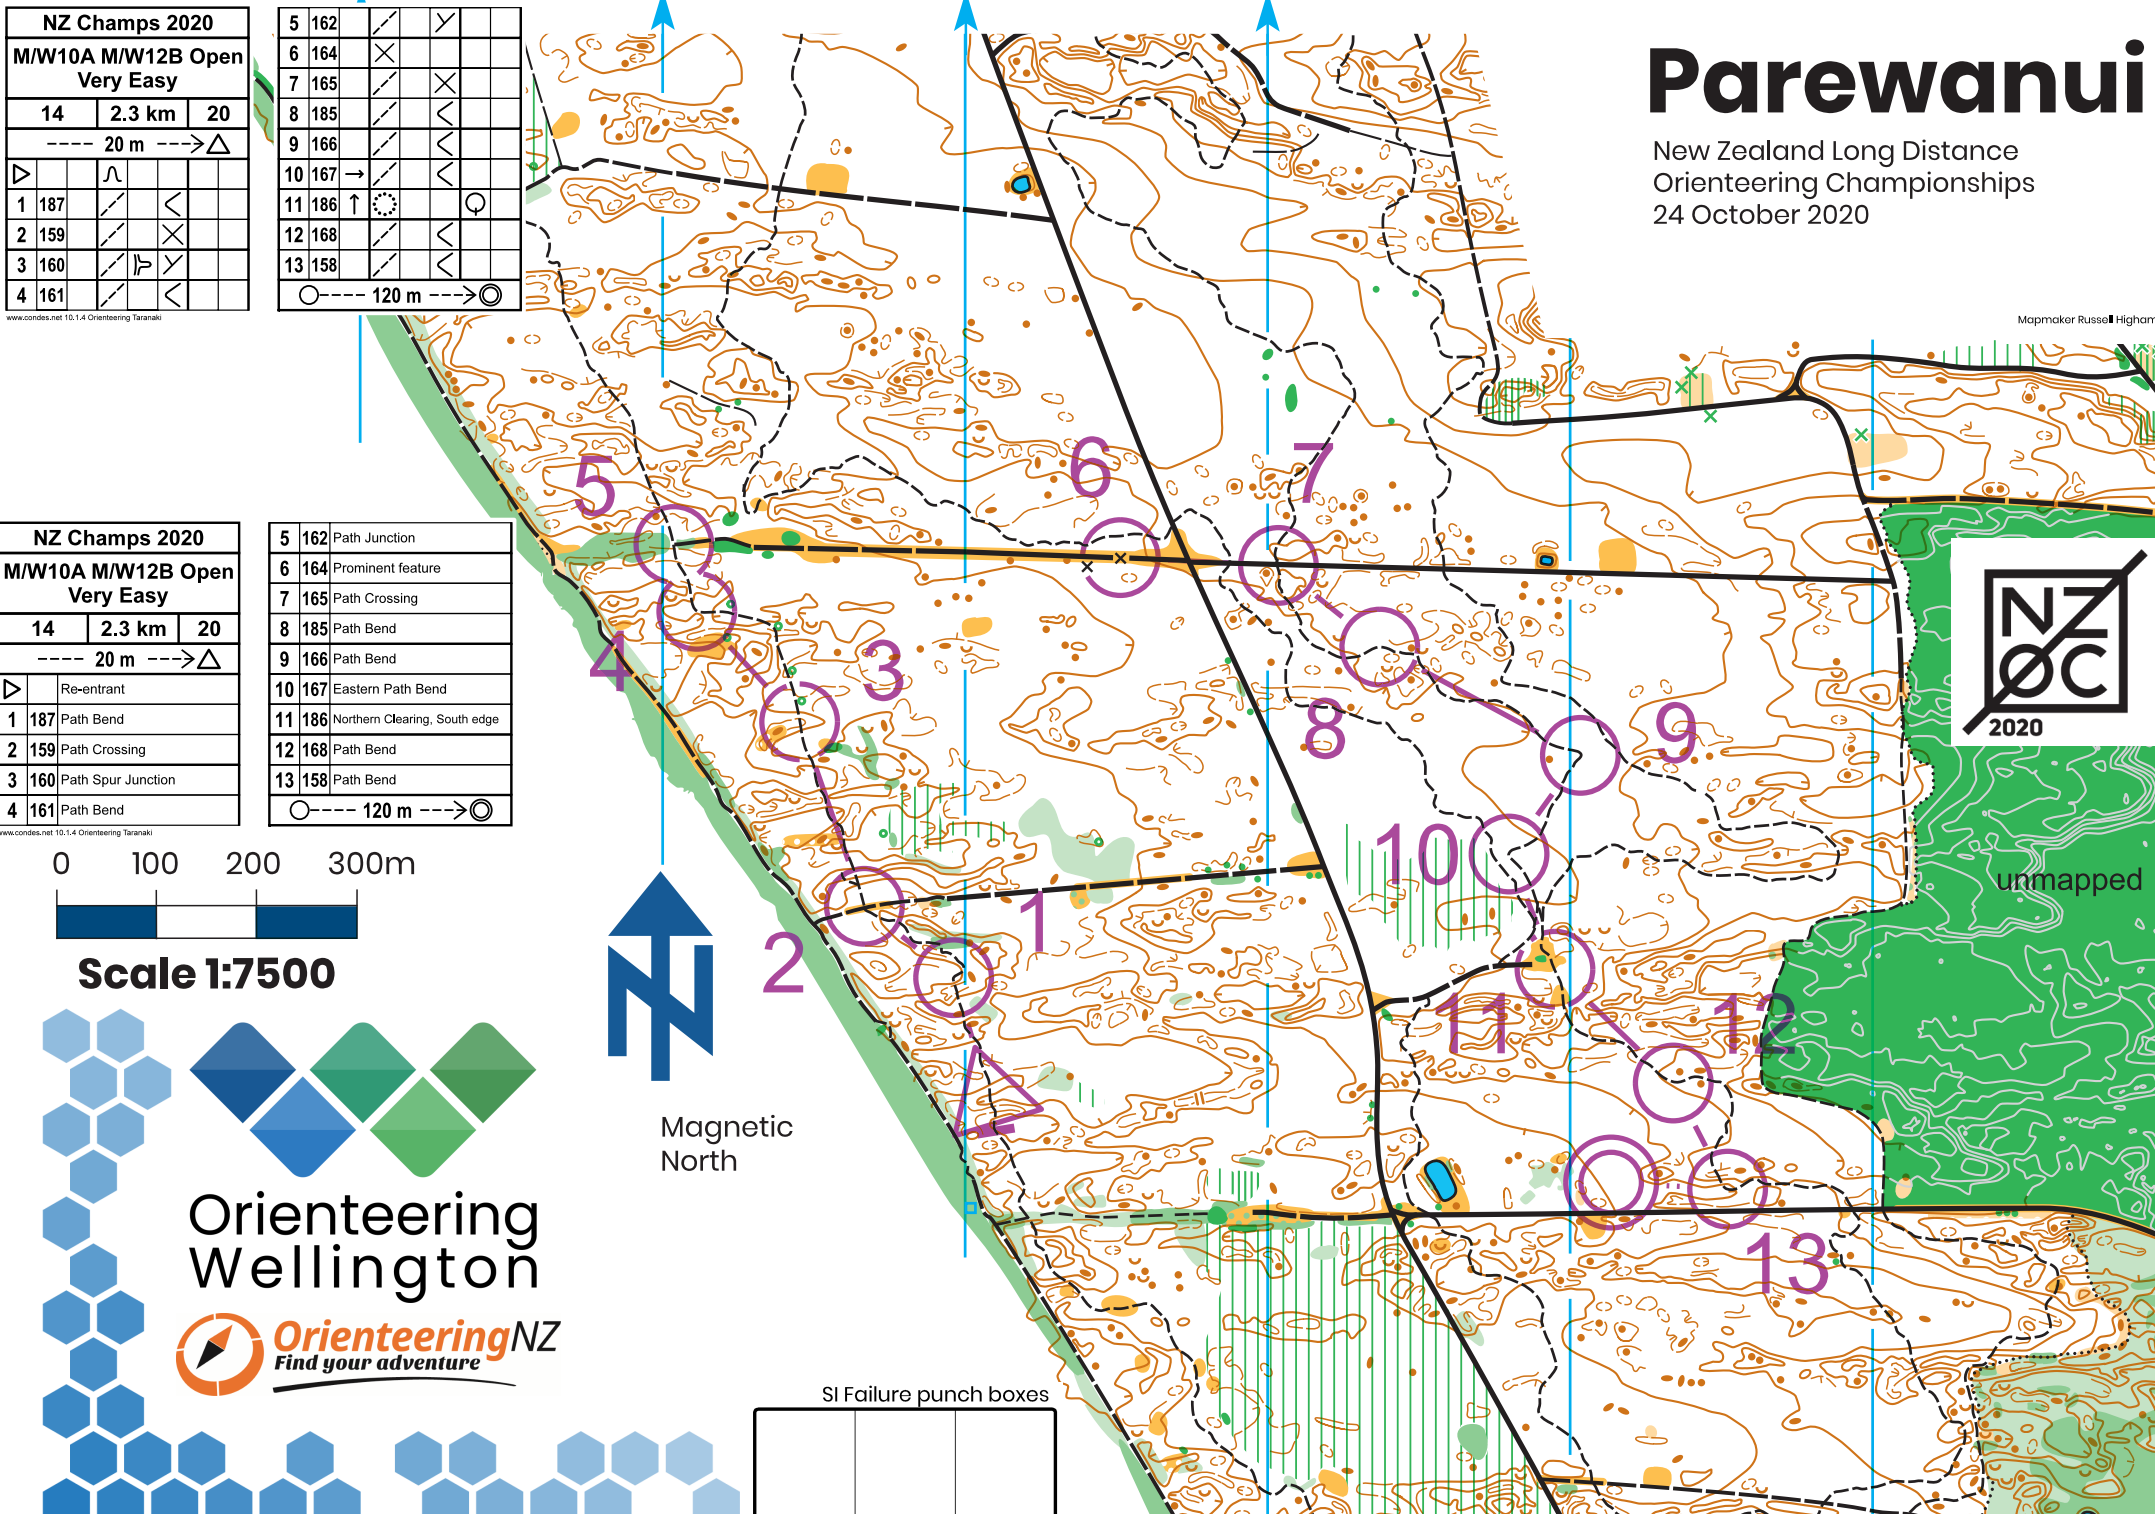 NZ Champs 2020
M/W10A M/W12B Open
Very Easy
14 2.3 km 20
20 m
1 187
2 159
3 160
4 161
www.condes.net 10.1.4 Orienteering Taranaki
5 162
6 164
7 165
8 185
9 166
10 167
11 186
12 168
13 158
120 m
Parewanui
New Zealand Long Distance
Orienteering Championships
24 October 2020
Mapmaker Russell Higham
NZ Champs 2020
M/W10A M/W12B Open
Very Easy
14 2.3 km 20
20 m
Re-entrant
1 187 Path Bend
2 159 Path Crossing
3 160 Path Spur Junction
4 161 Path Bend
www.condes.net 10.1.4 Orienteering Taranaki
5 162 Path Junction
6 164 Prominent feature
7 165 Path Crossing
8 185 Path Bend
9 166 Path Bend
10 167 Eastern Path Bend
11 186 Northern Clearing, South edge
12 168 Path Bend
13 158 Path Bend
120 m
0 100 200 300m
Scale 1:7500
Magnetic
North
Orienteering
Wellington
OrienteeringNZ
Find your adventure
SI Failure punch boxes
5
6
7
4
3
8
9
10
1
2
11
12
13
NZ
OC
2020
unmapped